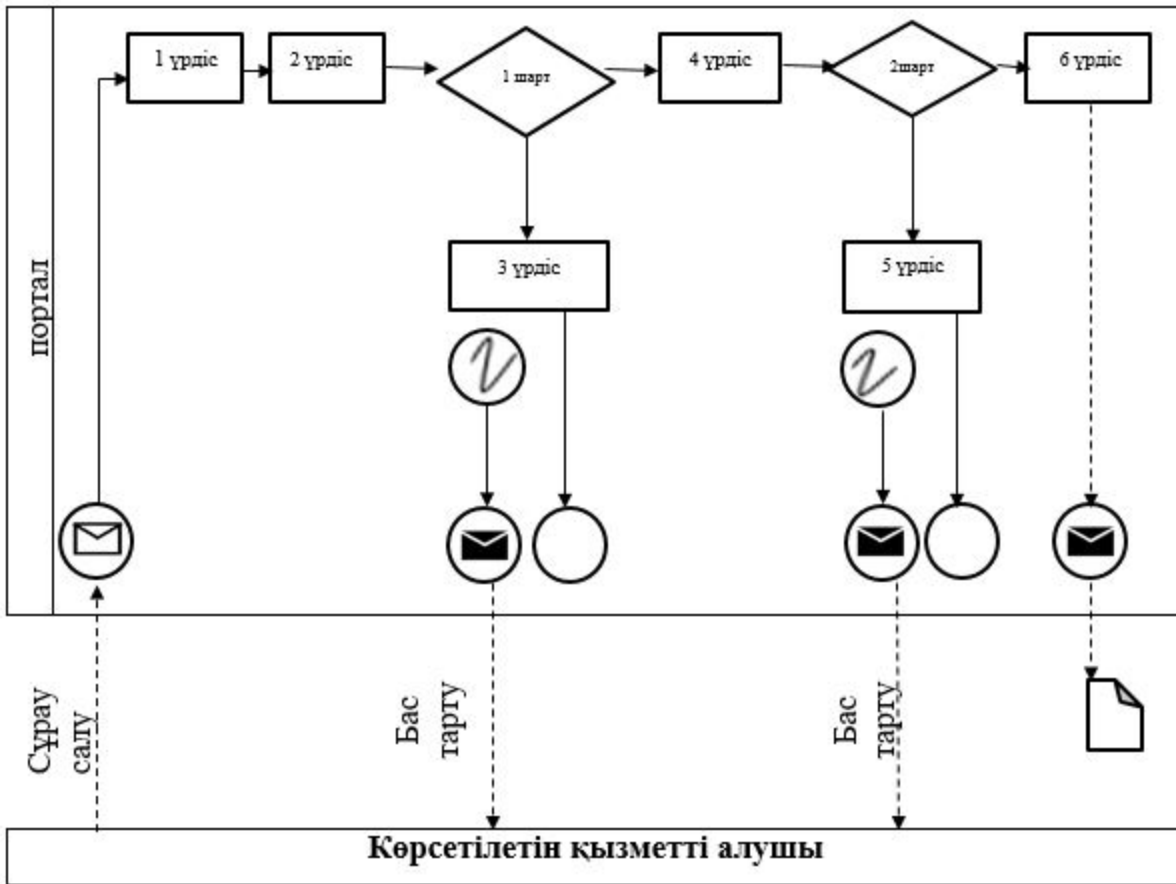 1 үрдіс
2 үрдіс
1 шарт
4 үрдіс
2шарт
6 үрдіс
3 үрдіс
5 үрдіс
портал
Сұрау
салу
Бас
тарту
Бас
тарту
Көрсетілетін қызметті алушы